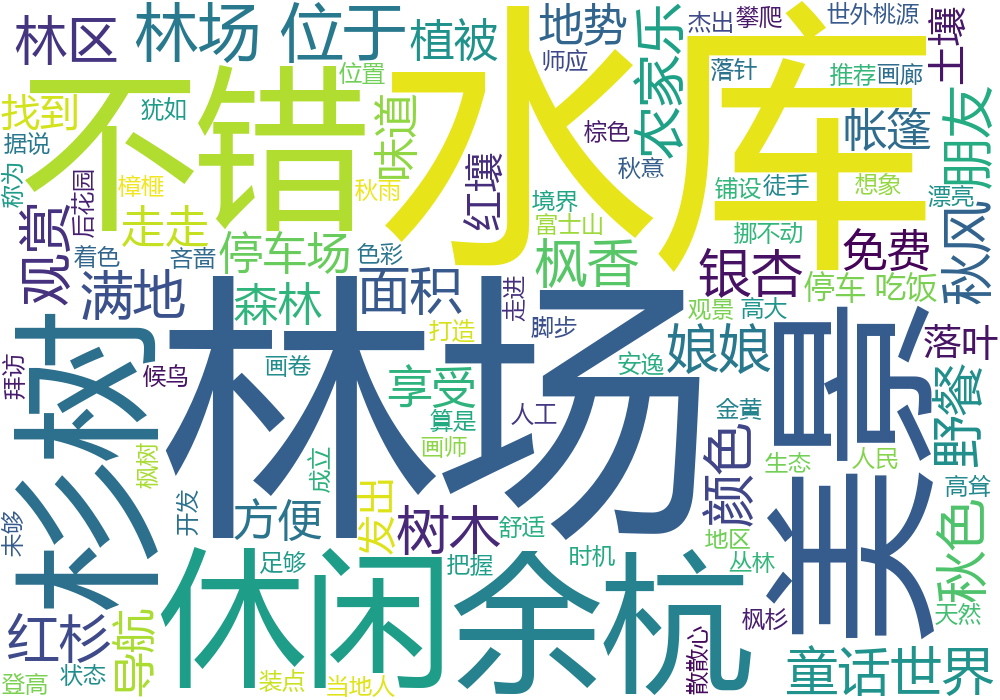 林区
林场
位于
植被
地势
师应
农家乐
杰出
攀爬
世外桃源
落针
推荐
画廊
土壤
不错
水库
找到
犹如
位置
味道
据说
棕色
秋意
帐篷
朋友
称为
后花园
樟榧
秋雨
红壤
境界
铺设
徒手
想象
漂亮
观赏
走走
停车场
色彩
富士山
枫香
挪不动
免费
秋风
着色
吝啬
满地
森林
面积
走进
银杏
停车
吃饭
观景
高大
杉树
林场
打造
脚步
娘娘
美景
落叶
拜访
候鸟
画卷
享受
安逸
野餐
算是
人工
金黄
枫树
画师
颜色
生态
人民
成立
高耸
未够
开发
方便
发出
树木
舒适
地区
秋色
休闲
足够
把握
余杭
时机
丛林
天然
红杉
导航
枫杉
登高
状态
装点
当地人
散散心
童话世界